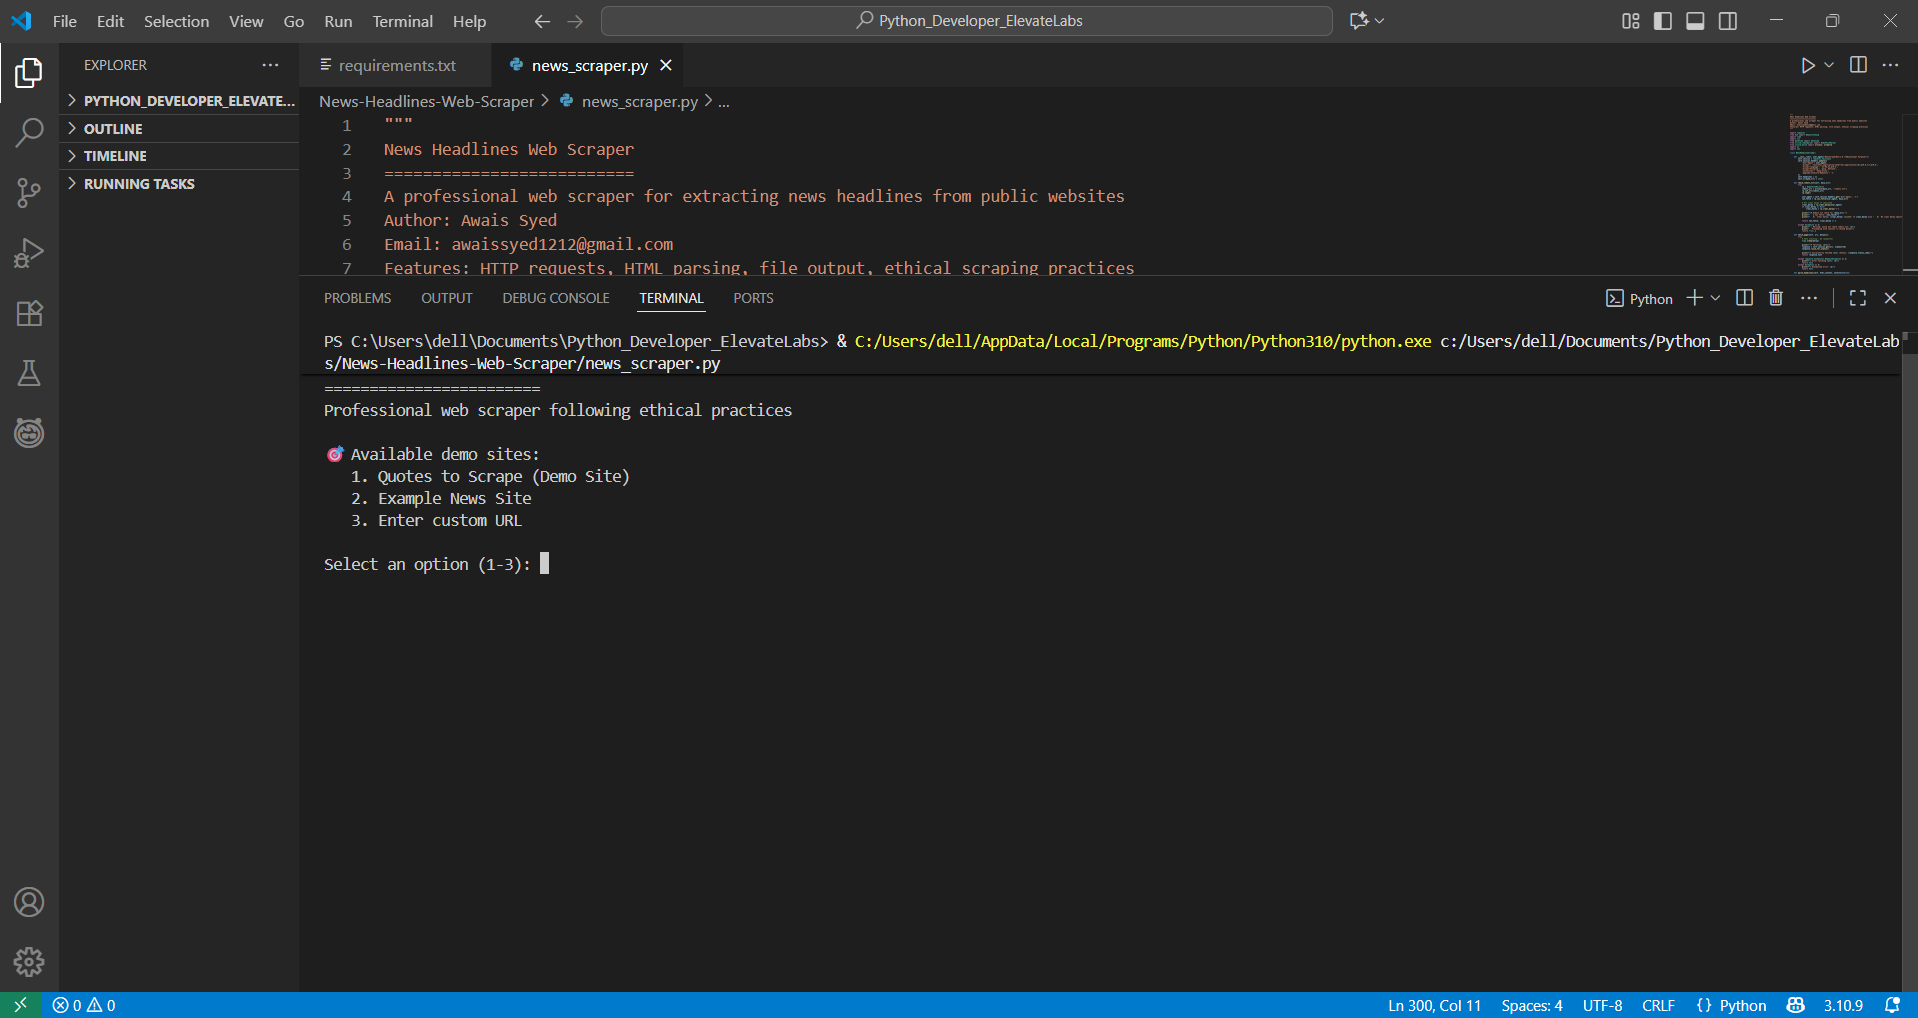 File Edit Selection View Go Run Terminal Help Python_Developer_ElevateLabs
EXPLORER
PYTHON_DEVELOPER_ELEVATE...
OUTLINE
TIMELINE
RUNNING TASKS
requirements.txt news_scraper.py
News-Headlines-Web-Scraper > news_scraper.py > ...
1 """
2 News Headlines Web Scraper
3 ==========================
4 A professional web scraper for extracting news headlines from public websites
5 Author: Awais Syed
6 Email: awaissyed1212@gmail.com
7 Features: HTTP requests, HTML parsing, file output, ethical scraping practices
PROBLEMS OUTPUT DEBUG CONSOLE TERMINAL PORTS Python
PS C:\Users\dell\Documents\Python_Developer_ElevateLabs> & C:/Users/dell/AppData/Local/Programs/Python/Python310/python.exe c:/Users/dell/Documents/Python_Developer_ElevateLab
s/News-Headlines-Web-Scraper/news_scraper.py
========================
Professional web scraper following ethical practices
🎯 Available demo sites:
1. Quotes to Scrape (Demo Site)
2. Example News Site
3. Enter custom URL
Select an option (1-3):
0 0 Ln 300, Col 11 Spaces: 4 UTF-8 CRLF {} Python 3.10.9